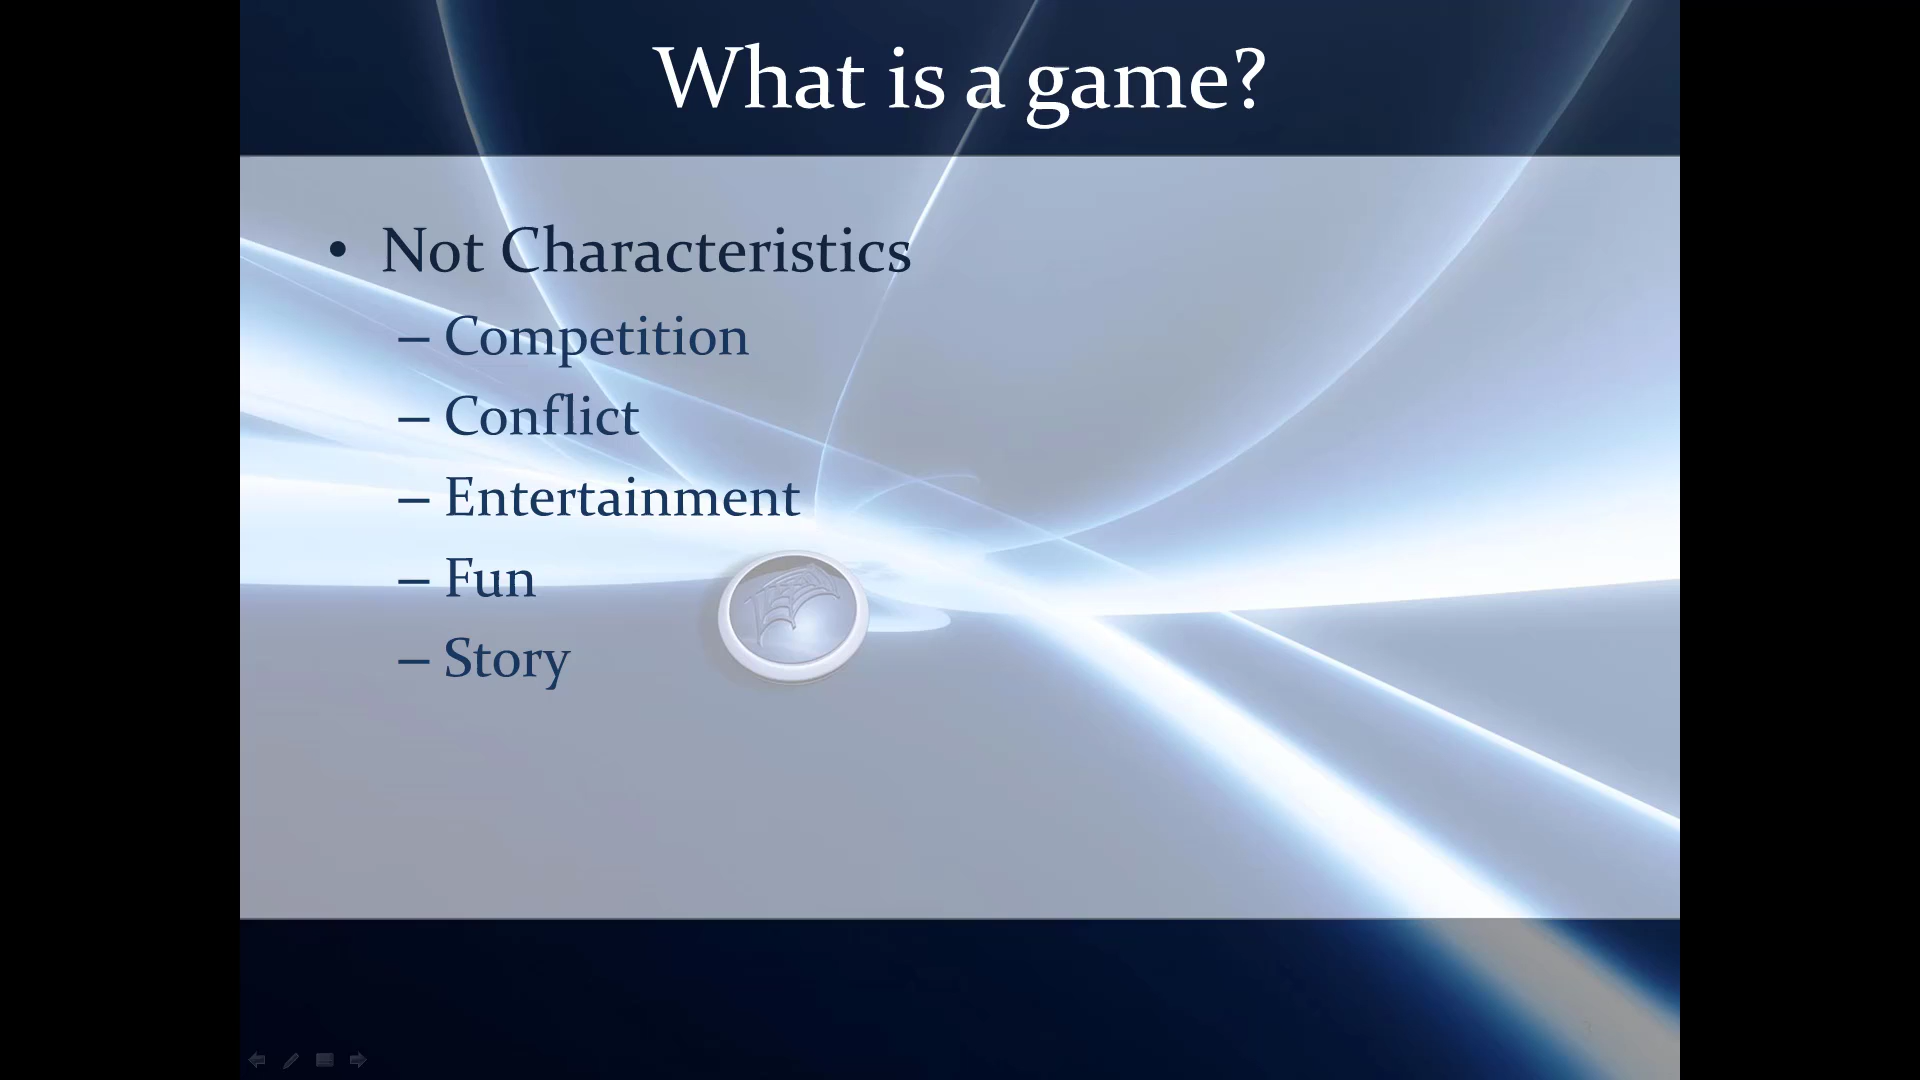 What is a game?
• Not Characteristics
– Competition
– Conflict
– Entertainment
– Fun
– Story